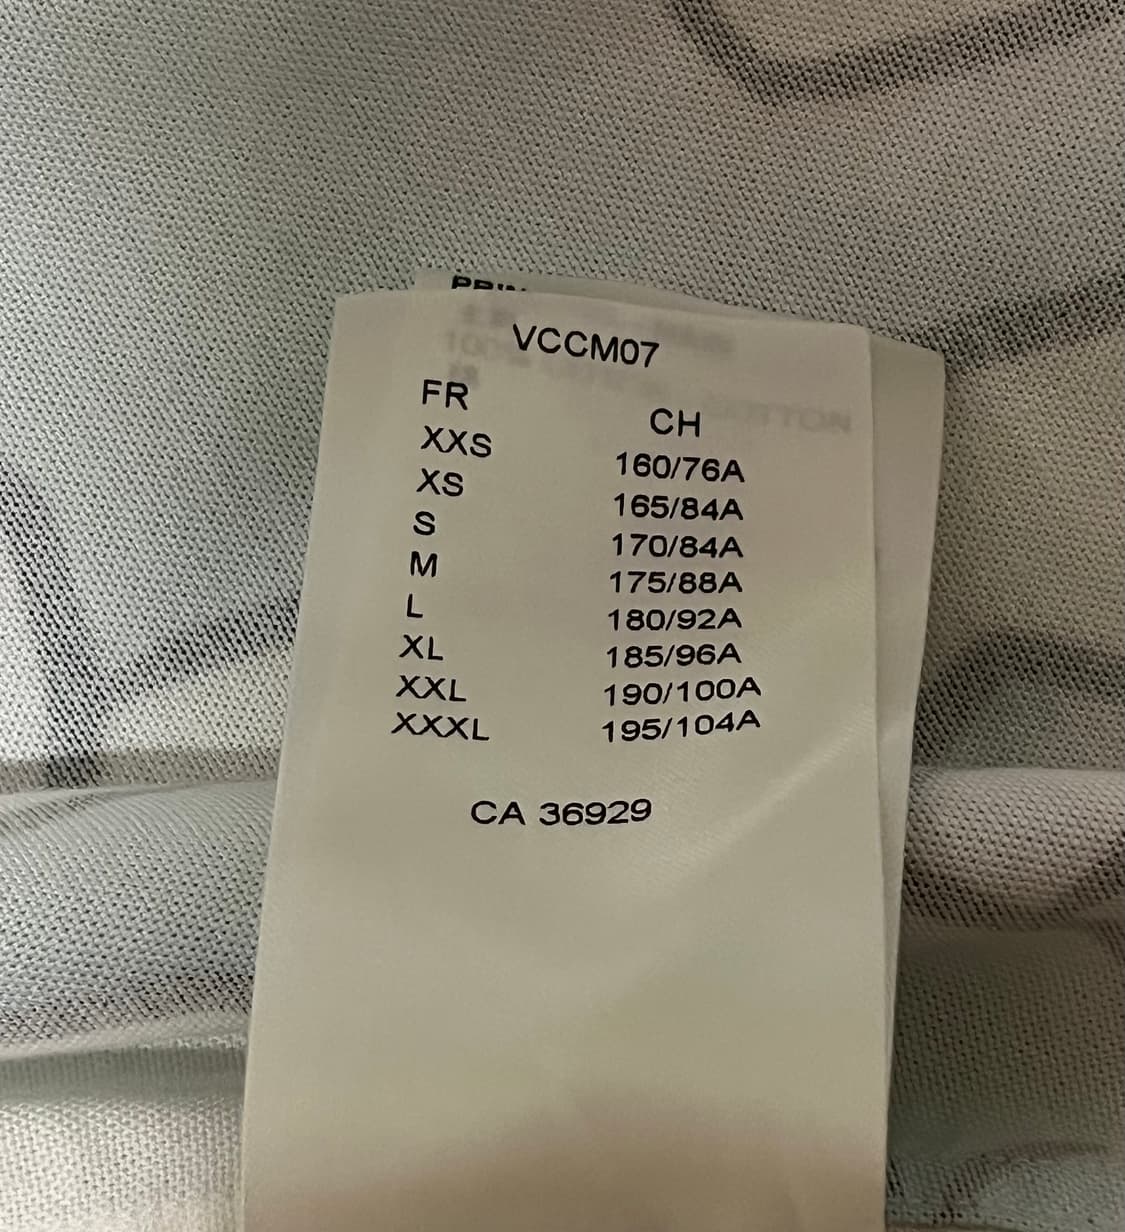 VCCM07
FR CH
XXS 160/76A
XS 165/84A
S 170/84A
M 175/88A
L 180/92A
XL 185/96A
XXL 190/100A
XXXL 195/104A
CA 36929